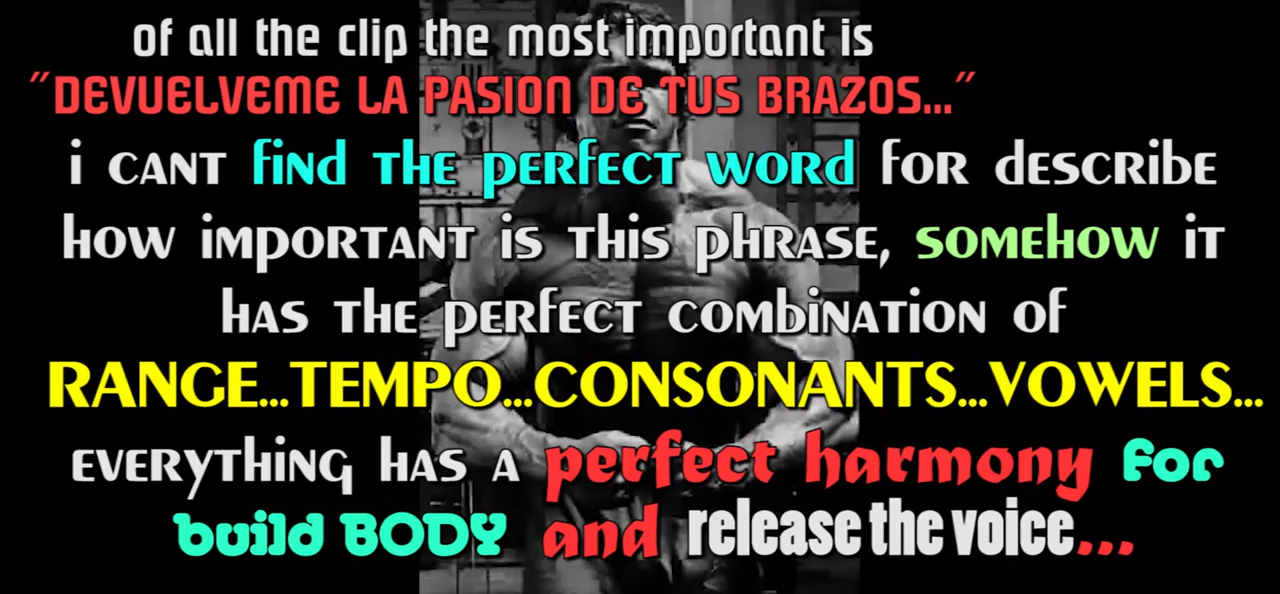 of all the clip the most important is
"DEVUELVEME LA PASION DE TUS BRAZOS..."
i CANT find THE PERFECT WORD FOR describe
how important is this phrase, somehow it
has the perfect combination of
RANGE...TEMPO...CONSONANTS...VOWELS...
everything has a perfect harmony for
build BODY and release the voice...